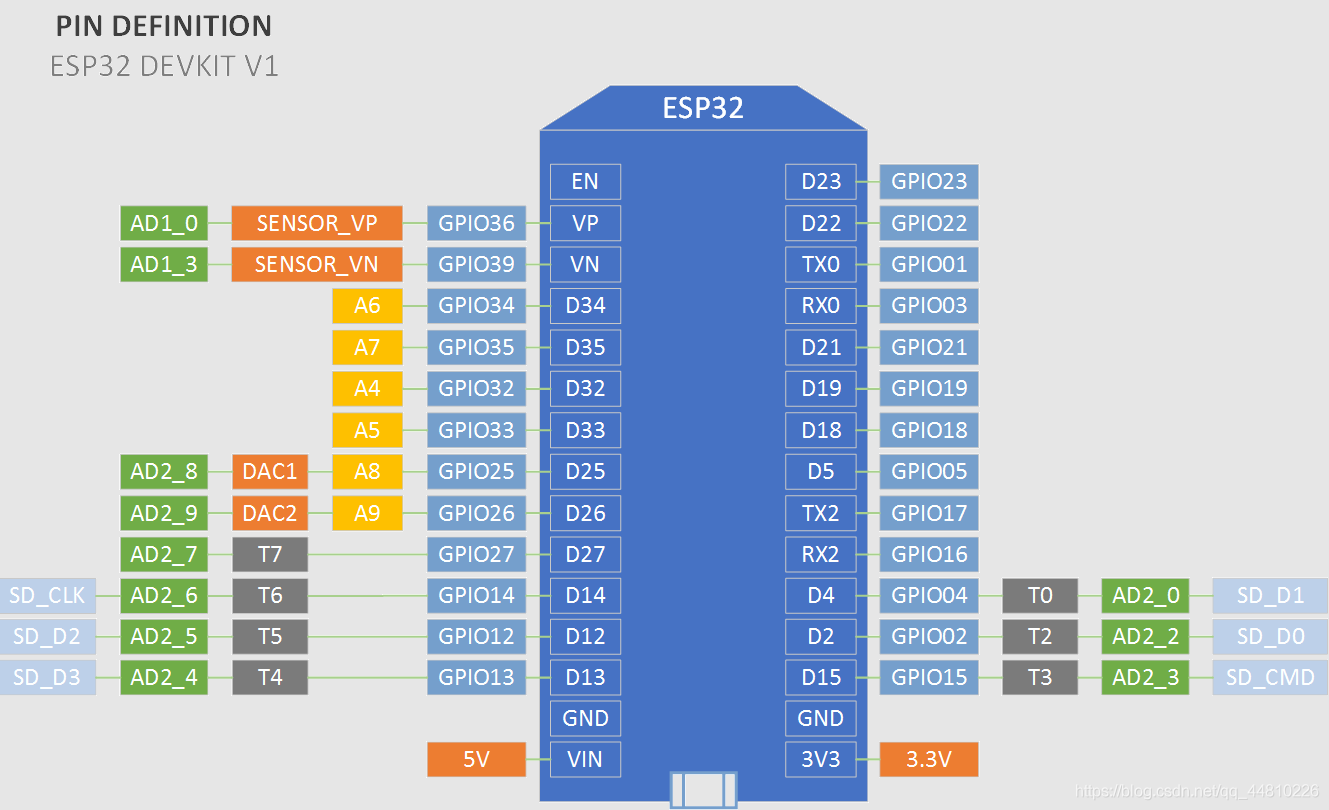 PIN DEFINITION
ESP32 DEVKIT V1
ESP32
EN D23 GPIO23
AD1_0 SENSOR_VP GPIO36 VP D22 GPIO22
AD1_3 SENSOR_VN GPIO39 VN TX0 GPIO01
A6 GPIO34 D34 RX0 GPIO03
A7 GPIO35 D35 D21 GPIO21
A4 GPIO32 D32 D19 GPIO19
A5 GPIO33 D33 D18 GPIO18
AD2_8 DAC1 A8 GPIO25 D25 D5 GPIO05
AD2_9 DAC2 A9 GPIO26 D26 TX2 GPIO17
AD2_7 T7 GPIO27 D27 RX2 GPIO16
SD_CLK AD2_6 T6 GPIO14 D14 D4 GPIO04 T0 AD2_0 SD_D1
SD_D2 AD2_5 T5 GPIO12 D12 D2 GPIO02 T2 AD2_2 SD_D0
SD_D3 AD2_4 T4 GPIO13 D13 D15 GPIO15 T3 AD2_3 SD_CMD
GND GND
5V VIN 3V3 3.3V
https://blog.csdn.net/qq_44810226